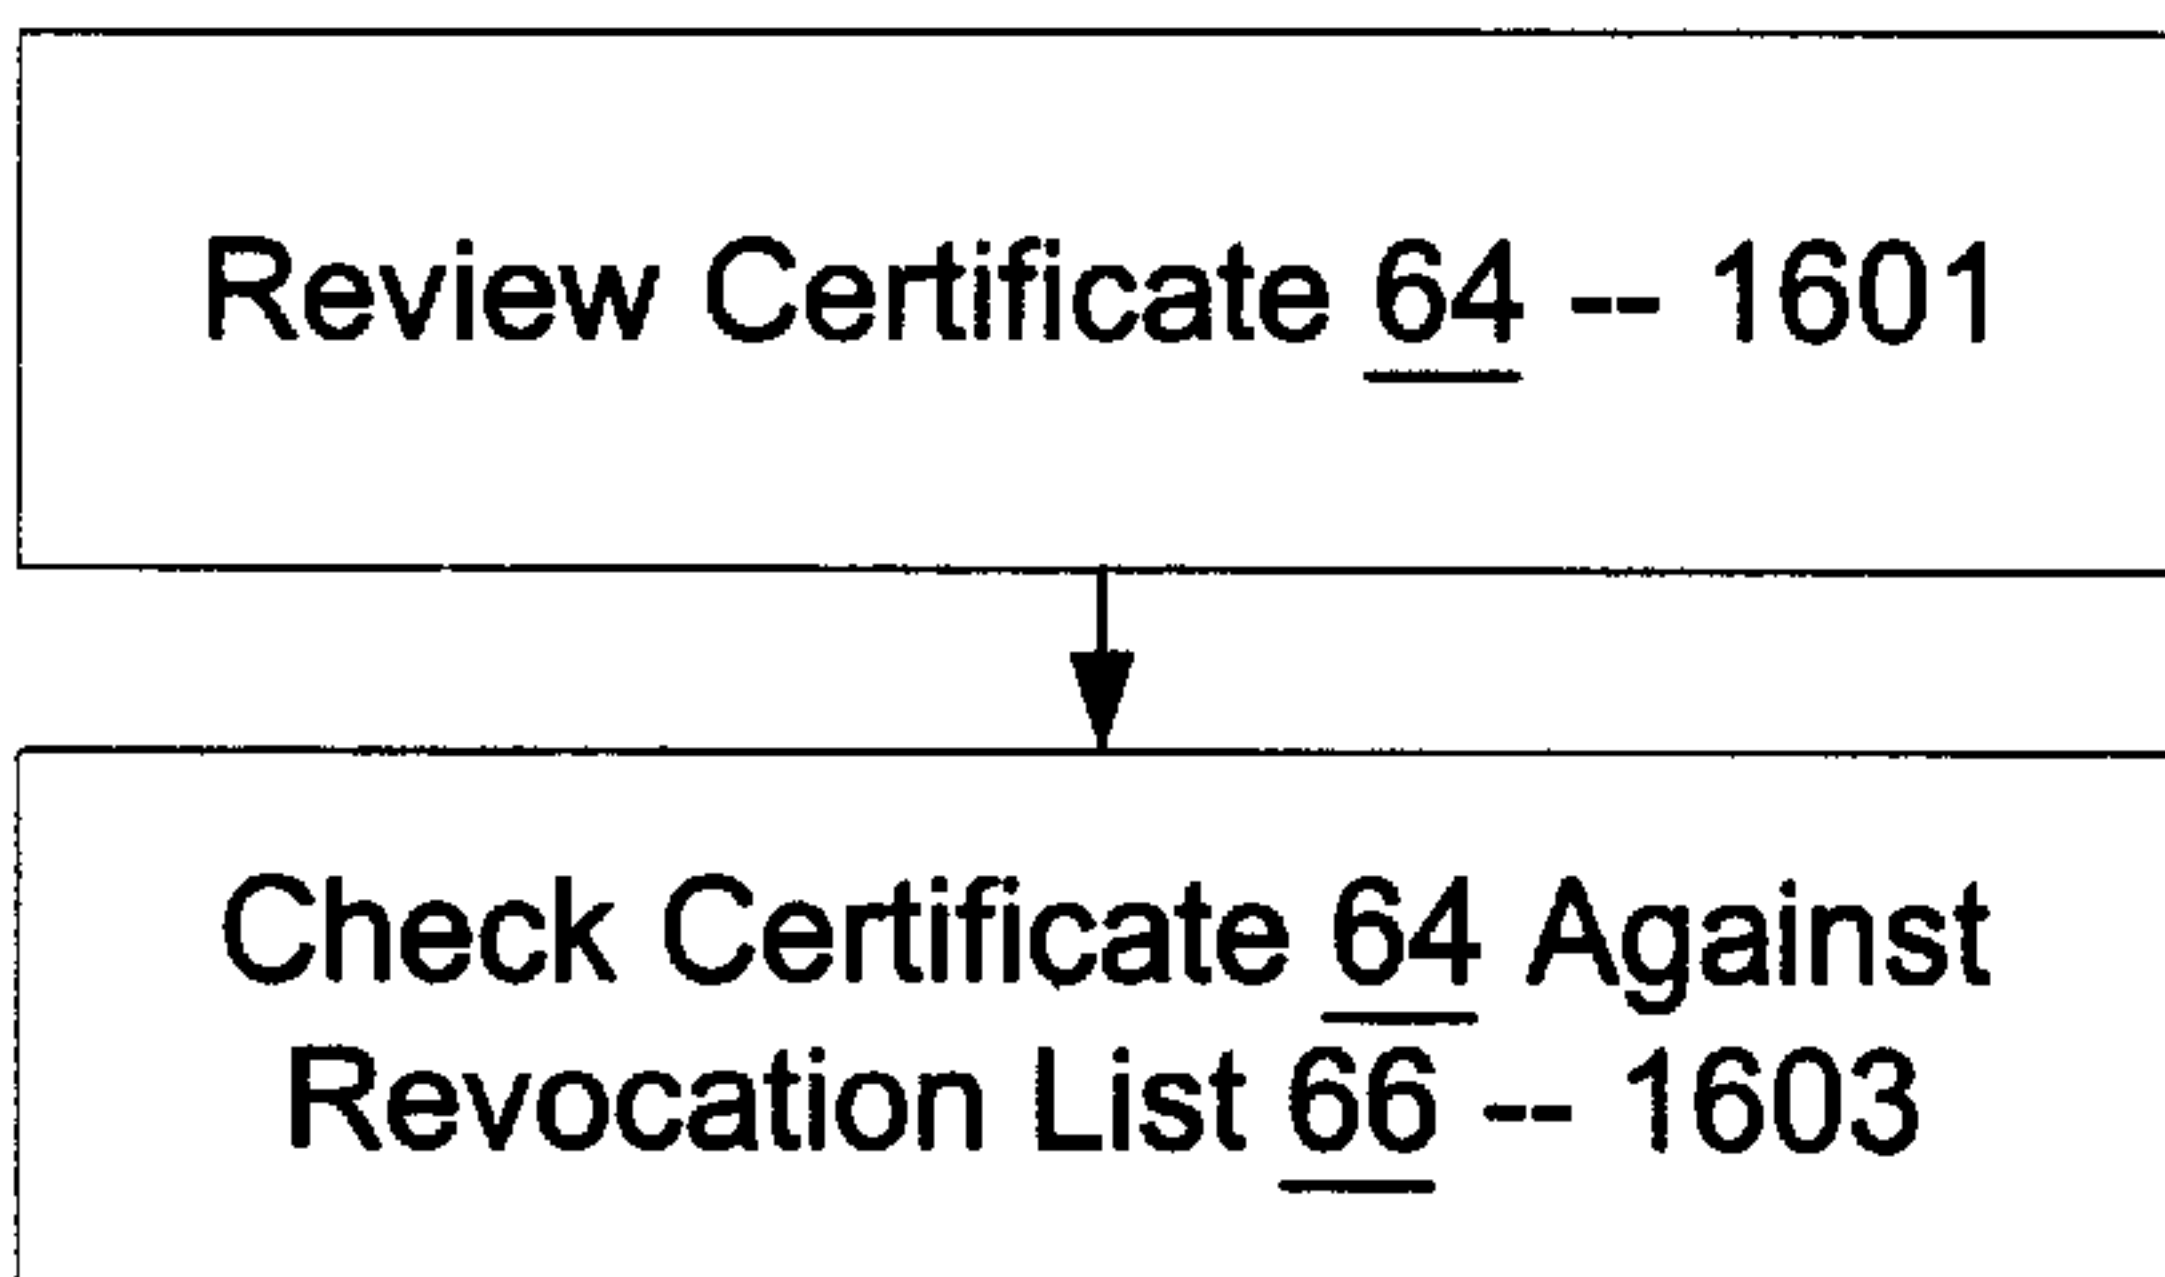 Review Certificate 64 -- 1601
Check Certificate 64 Against
Revocation List 66 -- 1603